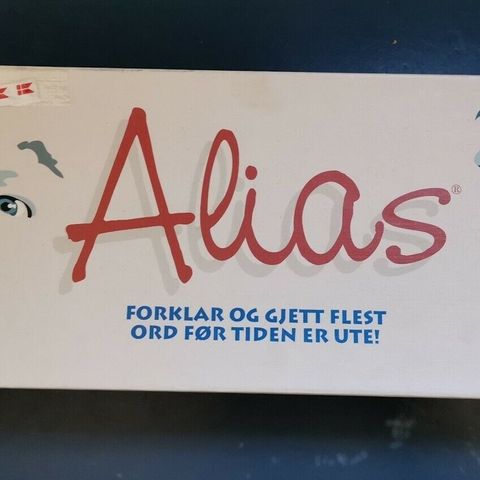 Alias®
FORKLAR OG GJETT FLEST
ORD FØR TIDEN ER UTE!